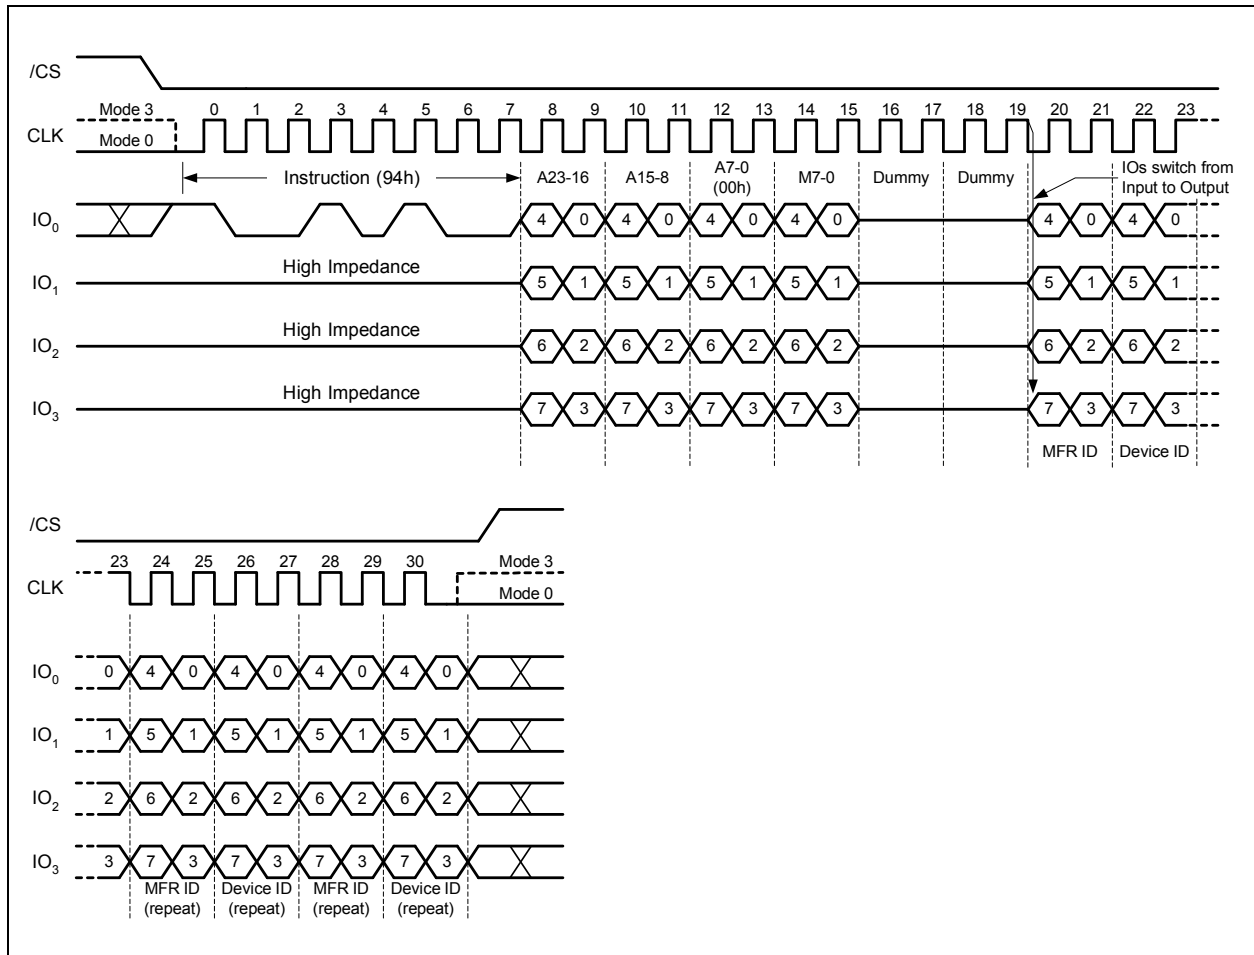 /CS
Mode 3 0 1 2 3 4 5 6 7 8 9 10 11 12 13 14 15 16 17 18 19 20 21 22 23
CLK Mode 0
Instruction (94h) A23-16 A15-8 A7-0 (00h) M7-0 Dummy Dummy IOs switch from Input to Output
IO0 4 0 4 0 4 0 4 0 4 0 4 0
High Impedance
IO1 5 1 5 1 5 1 5 1 5 1 5 1
High Impedance
IO2 6 2 6 2 6 2 6 2 6 2 6 2
High Impedance
IO3 7 3 7 3 7 3 7 3 7 3 7 3
MFR ID Device ID
/CS
23 24 25 26 27 28 29 30 Mode 3
CLK Mode 0
IO0 0 4 0 4 0 4 0 4 0
IO1 1 5 1 5 1 5 1 5 1
IO2 2 6 2 6 2 6 2 6 2
IO3 3 7 3 7 3 7 3 7 3
MFR ID Device ID MFR ID Device ID
(repeat) (repeat) (repeat) (repeat)